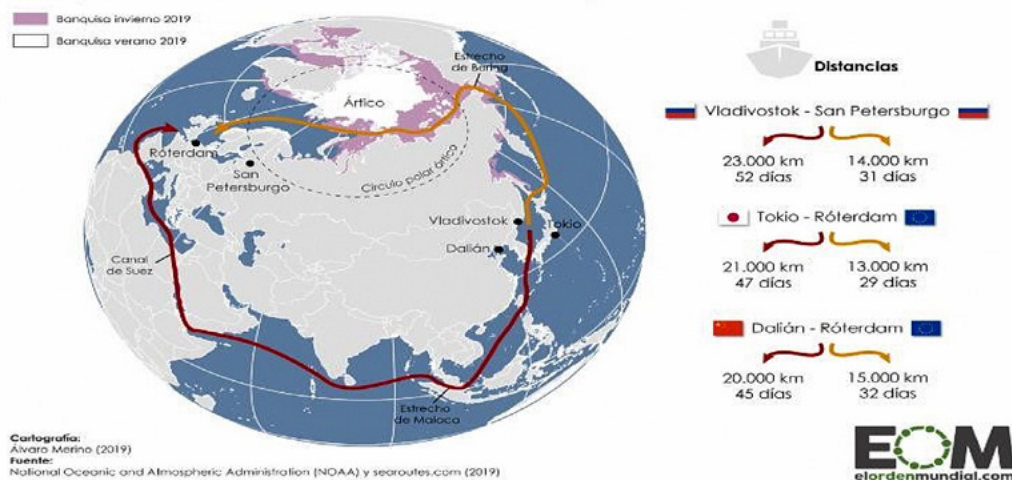 Banquisa invierno 2019
Banquisa verano 2019
Estrecho
de Bering
Ártico
Róterdam
San
Petersburgo
Círculo polar ártico
Vladivostok
Tokio
Dalián
Canal
de Suez
Estrecho
de Malaca
Distancias
Vladivostok - San Petersburgo
23.000 km
52 días
14.000 km
31 días
Tokio - Róterdam
21.000 km
47 días
13.000 km
29 días
Dalián - Róterdam
20.000 km
45 días
15.000 km
32 días
Cartografía:
Álvaro Merino (2019)
Fuente:
National Oceanic and Atmospheric Administration (NOAA) y searoutes.com (2019)
EOM
elordenmundial.com